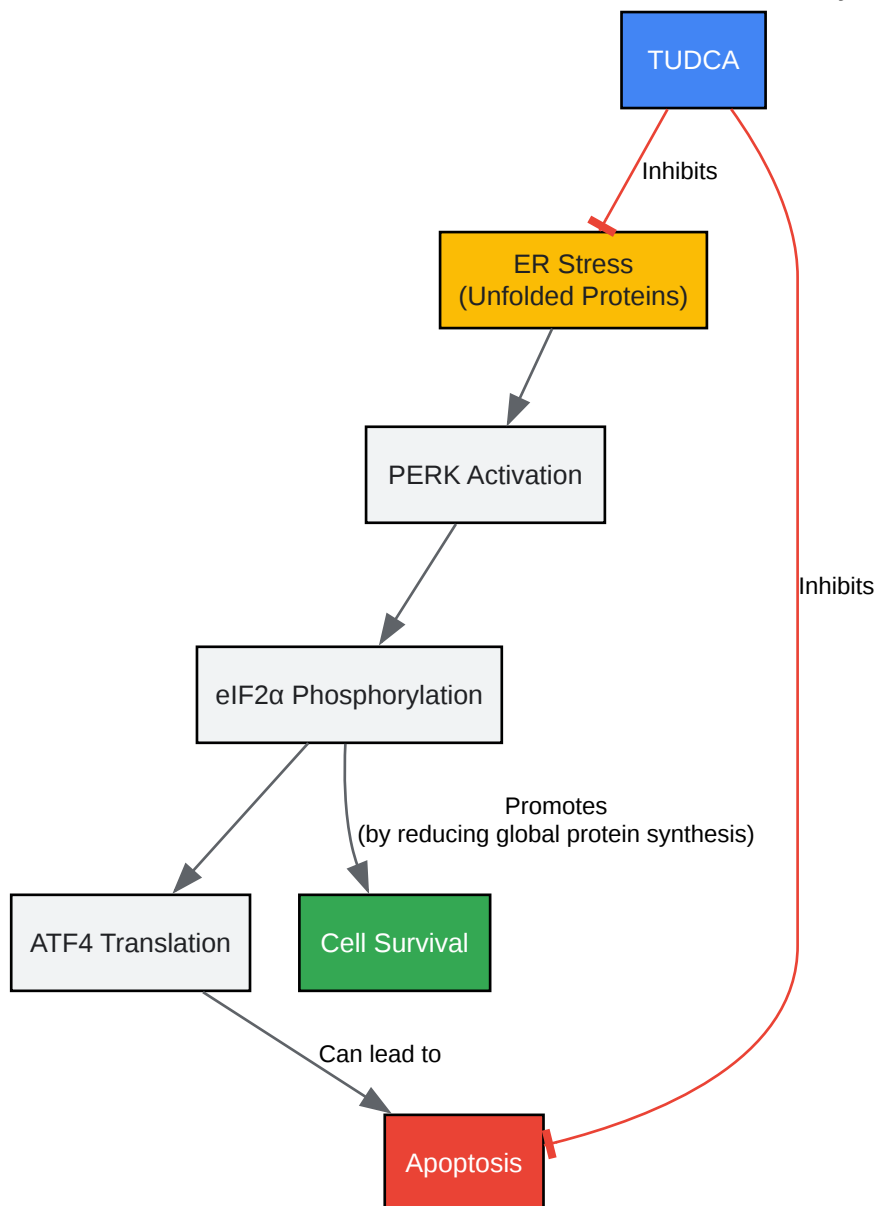 TUDCA
Inhibits
ER Stress
(Unfolded Proteins)
PERK Activation
Inhibits
eIF2α Phosphorylation
Promotes
(by reducing global protein synthesis)
ATF4 Translation
Cell Survival
Can lead to
Apoptosis